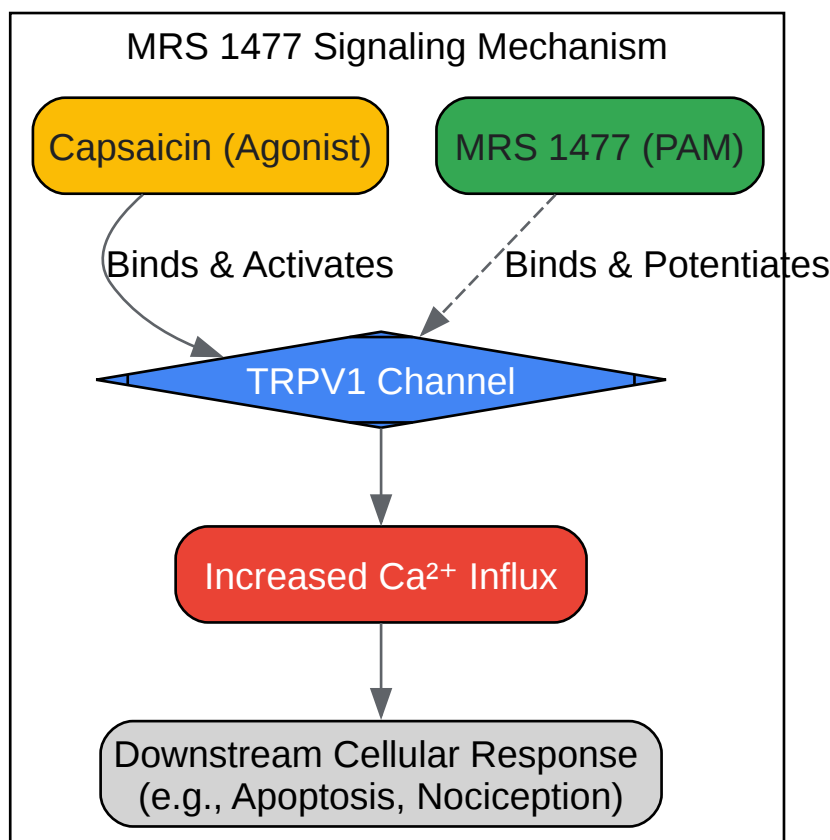 MRS 1477 Signaling Mechanism
Capsaicin (Agonist)
MRS 1477 (PAM)
Binds & Activates
Binds & Potentiates
TRPV1 Channel
Increased Ca²⁺ Influx
Downstream Cellular Response
(e.g., Apoptosis, Nociception)